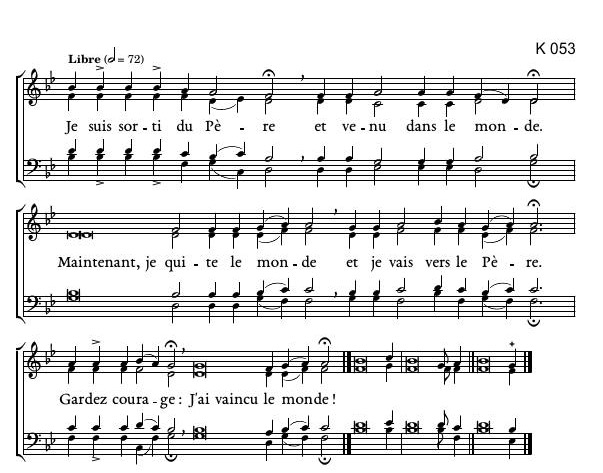 K 053
Libre (𝅗𝅥 = 72)
Je suis sor - ti du Pè - re et ve - nu dans le mon - de.
Maintenant, je qui - te le mon - de et je vais vers le Pè - re.
Gardez coura - ge : J'ai vaincu le monde !